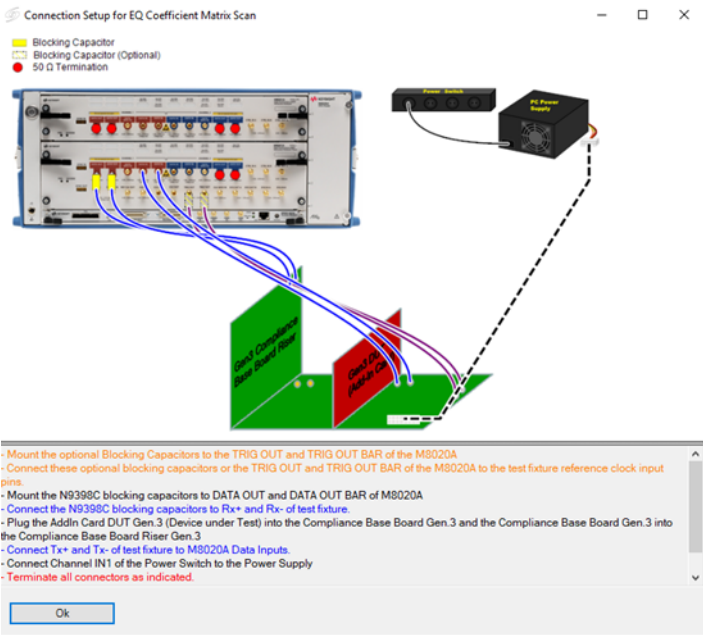 Connection Setup for EQ Coefficient Matrix Scan
Blocking Capacitor
Blocking Capacitor (Optional)
50 Ω Termination
Power Switch
PC Power
Supply
Gen3 Compliance
Base Board Riser
Gen3 DU
(Add-In Ca
- Mount the optional Blocking Capacitors to the TRIG OUT and TRIG OUT BAR of the M8020A
- Connect these optional blocking capacitors or the TRIG OUT and TRIG OUT BAR of the M8020A to the test fixture reference clock input
pins.
- Mount the N9398C blocking capacitors to DATA OUT and DATA OUT BAR of M8020A
- Connect the N9398C blocking capacitors to Rx+ and Rx- of test fixture.
- Plug the AddIn Card DUT Gen.3 (Device under Test) into the Compliance Base Board Gen.3 and the Compliance Base Board Gen.3 into
the Compliance Base Board Riser Gen.3
- Connect Tx+ and Tx- of test fixture to M8020A Data Inputs.
- Connect Channel IN1 of the Power Switch to the Power Supply
- Terminate all connectors as indicated.
Ok